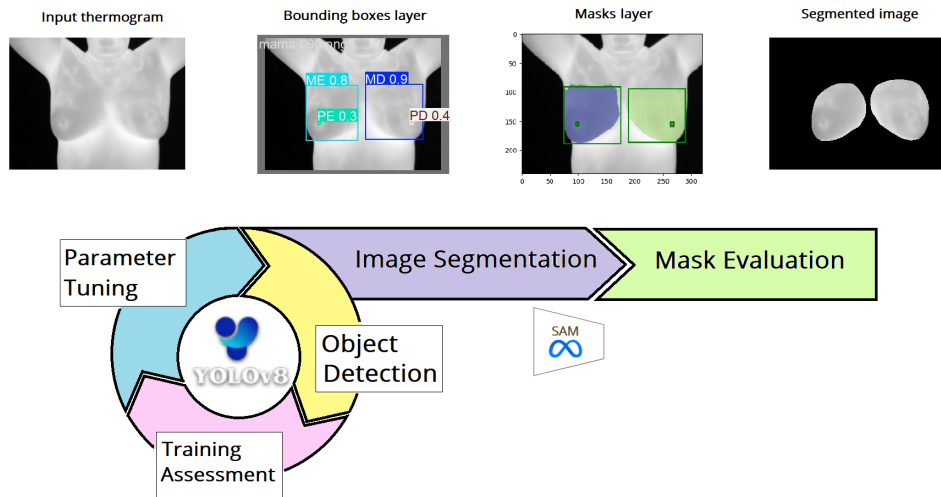 Input thermogram
Bounding boxes layer
Masks layer
Segmented image
ME 0.8
MD 0.9
PE 0.3
PD 0.4
0
50
100
150
200
0 50 100 150 200 250 300
Parameter
Tuning
Image Segmentation
Mask Evaluation
YOLOv8
Object
Detection
SAM
Training
Assessment